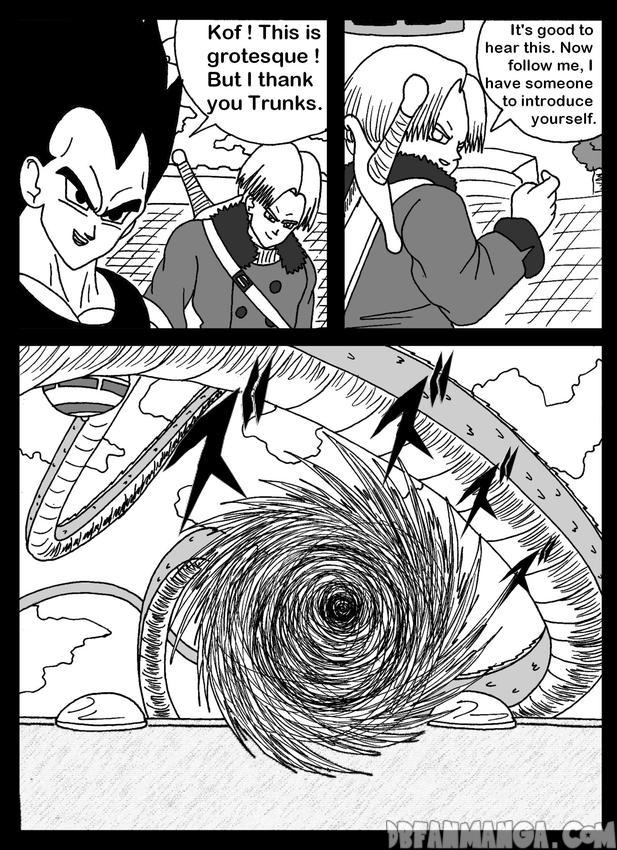 Kof ! This is
grotesque !
But I thank
you Trunks.
It's good to
hear this. Now
follow me, I
have someone
to introduce
yourself.
DBFANMANGA.COM